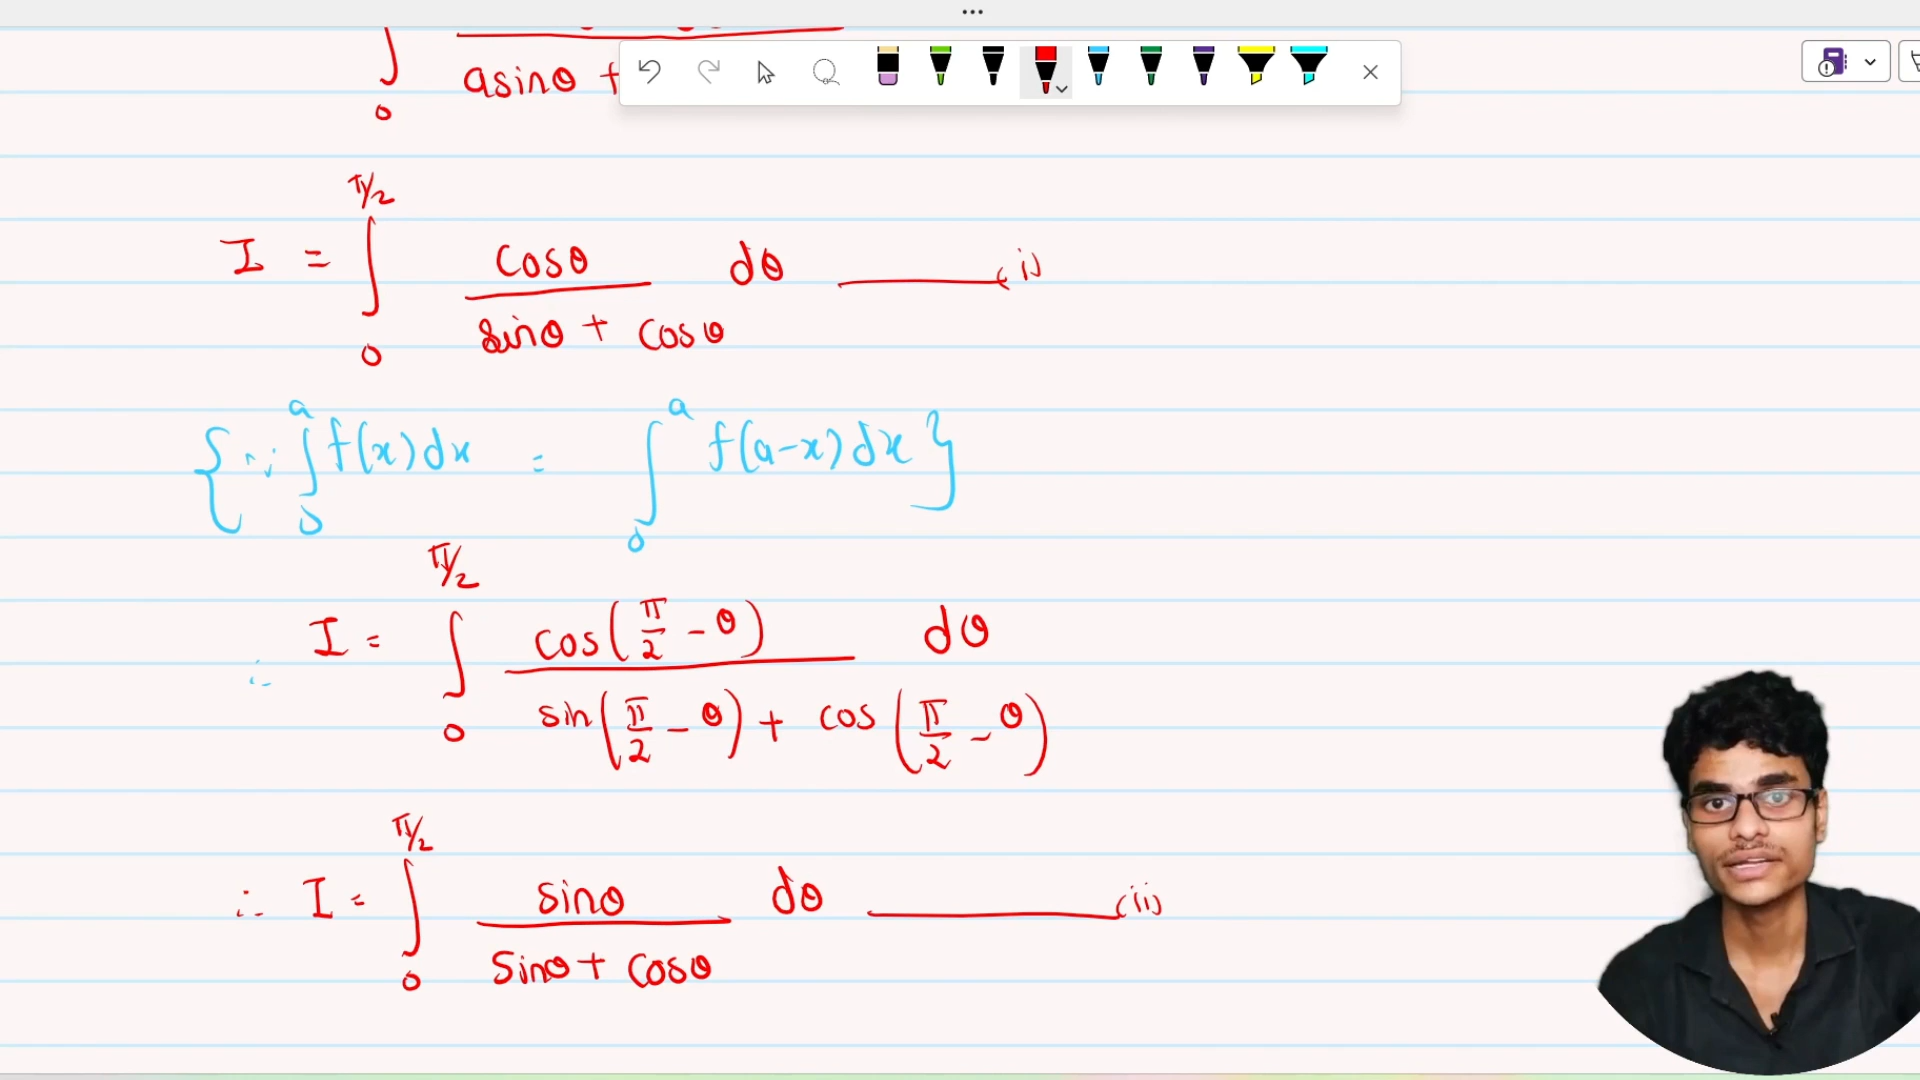 ∫
0
asinθ +
π/2
I = ∫ cosθ / sinθ + cosθ dθ ——— (i)
0
{ ∵ ∫₀ᵃ f(x) dx = ∫₀ᵃ f(a-x) dx }
π/2
∴ I = ∫ cos(π/2 - θ) / sin(π/2 - θ) + cos(π/2 - θ) dθ
0
π/2
∴ I = ∫ sinθ / sinθ + cosθ dθ ——— (ii)
0